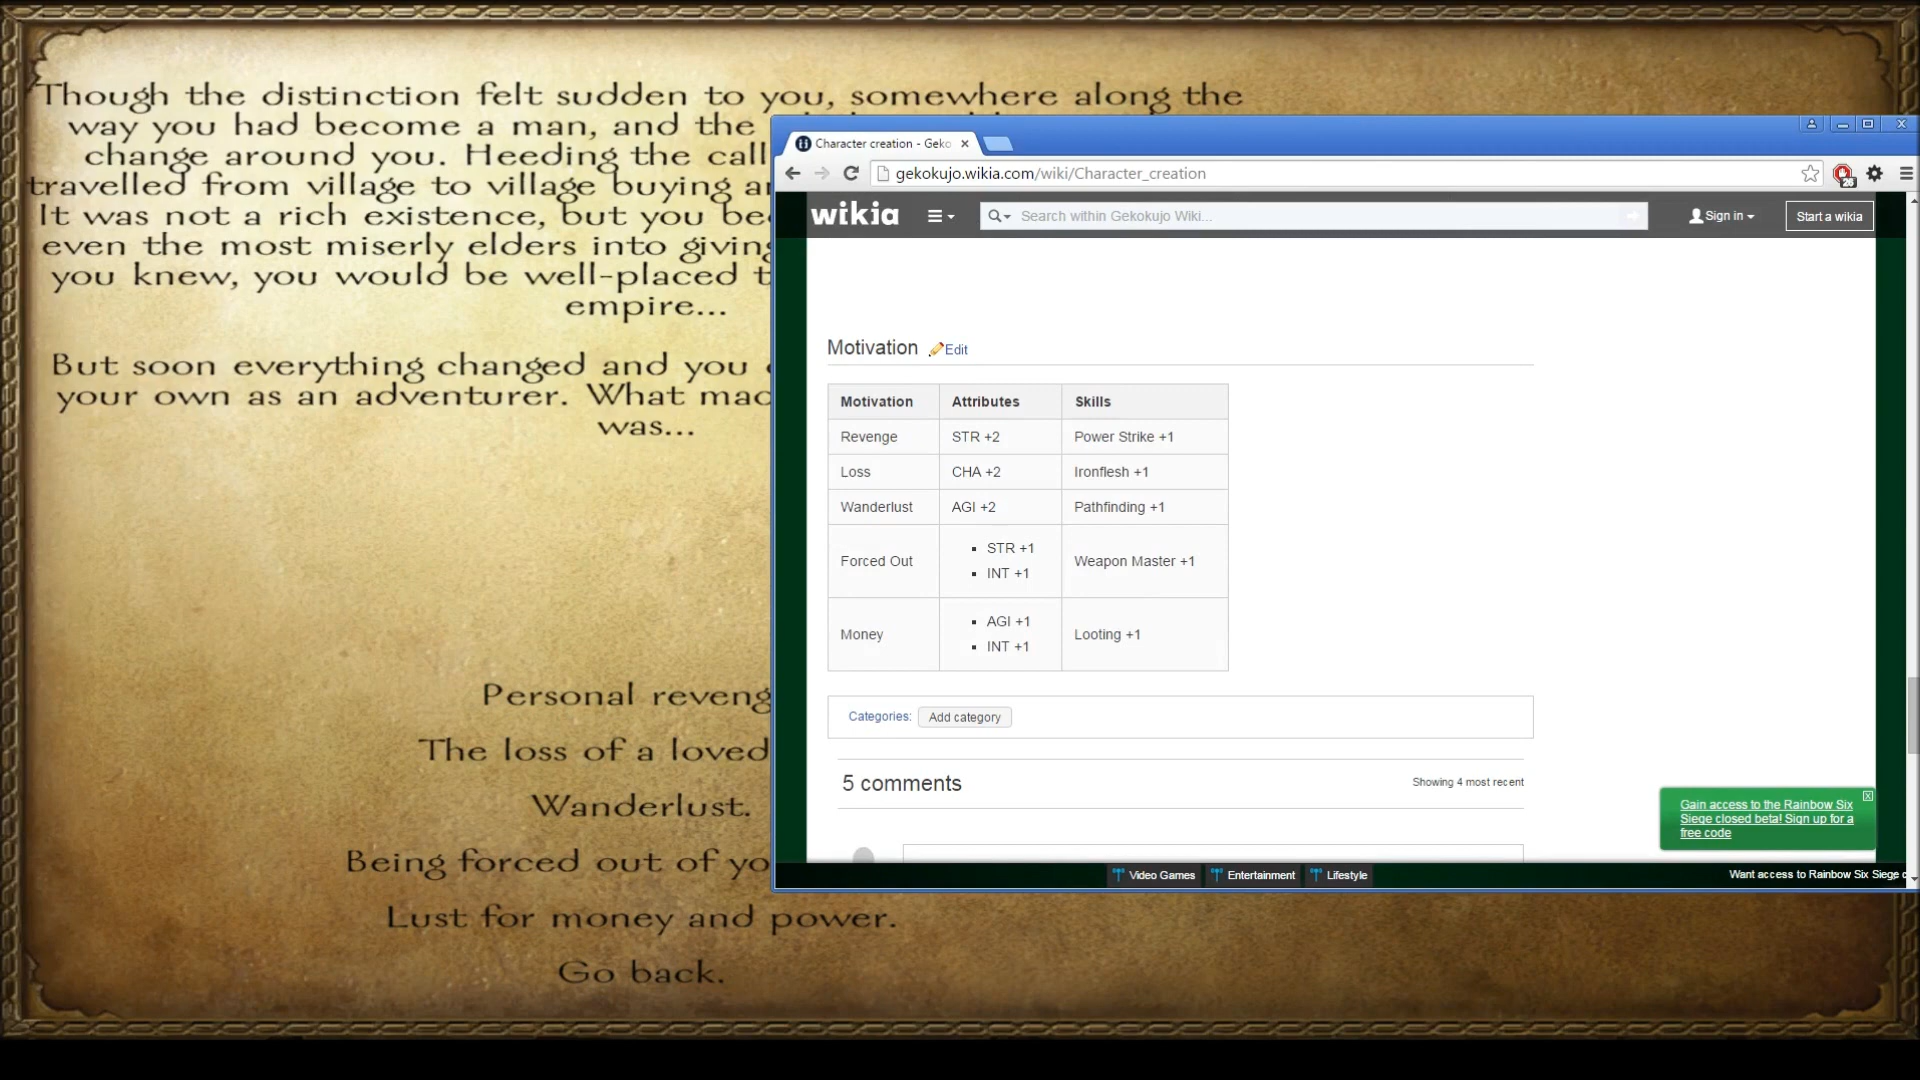 Though the distinction felt sudden to you, somewhere along the
way you had become a man, and the
change around you. Heeding the call
travelled from village to village buying
It was not a rich existence, but you
even the most miserly elders into giving
you knew, you would be well-placed
empire...
But soon everything changed and you
your own as an adventurer. What
was...
Personal
The loss of a loved
Wanderlust.
Being forced out of
Lust for money and power.
Go back.
Character creation - Geko
gekokujo.wikia.com/wiki/Character_creation
wikia
Search within Gekokujo Wiki...
Sign in
Start a wikia
Motivation Edit
Motivation Attributes Skills
Revenge STR +2 Power Strike +1
Loss CHA +2 Ironflesh +1
Wanderlust AGI +2 Pathfinding +1
Forced Out
STR +1
INT +1
Weapon Master +1
Money
AGI +1
INT +1
Looting +1
Categories: Add category
5 comments
Showing 4 most recent
Gain access to the Rainbow Six
Siege closed beta! Sign up for a
free code
Video Games Entertainment Lifestyle
Want access to Rainbow Six Siege